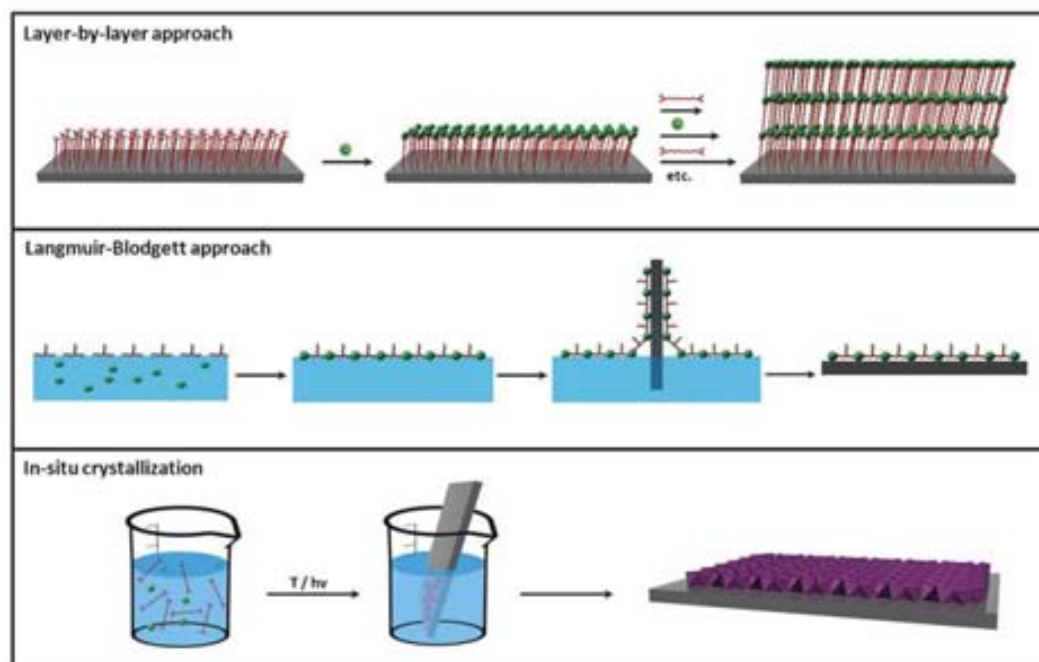 Layer-by-layer approach
etc.
Langmuir-Blodgett approach
In-situ crystallization
T / hν